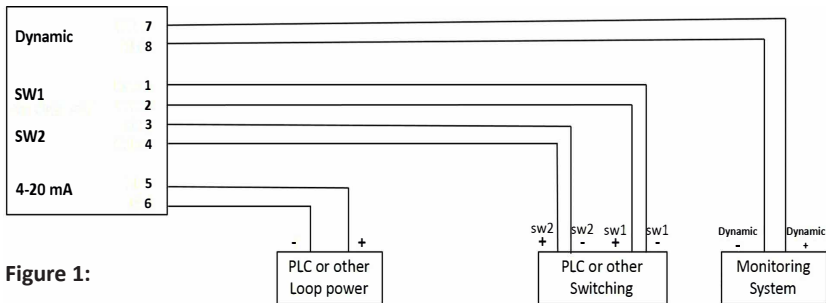 Dynamic
7
8
SW1
1
2
SW2
3
4
4-20 mA
5
6
- +
sw2 sw2 sw1 sw1
+ - + -
Dynamic Dynamic
- +
Figure 1:
PLC or other
Loop power
PLC or other
Switching
Monitoring
System